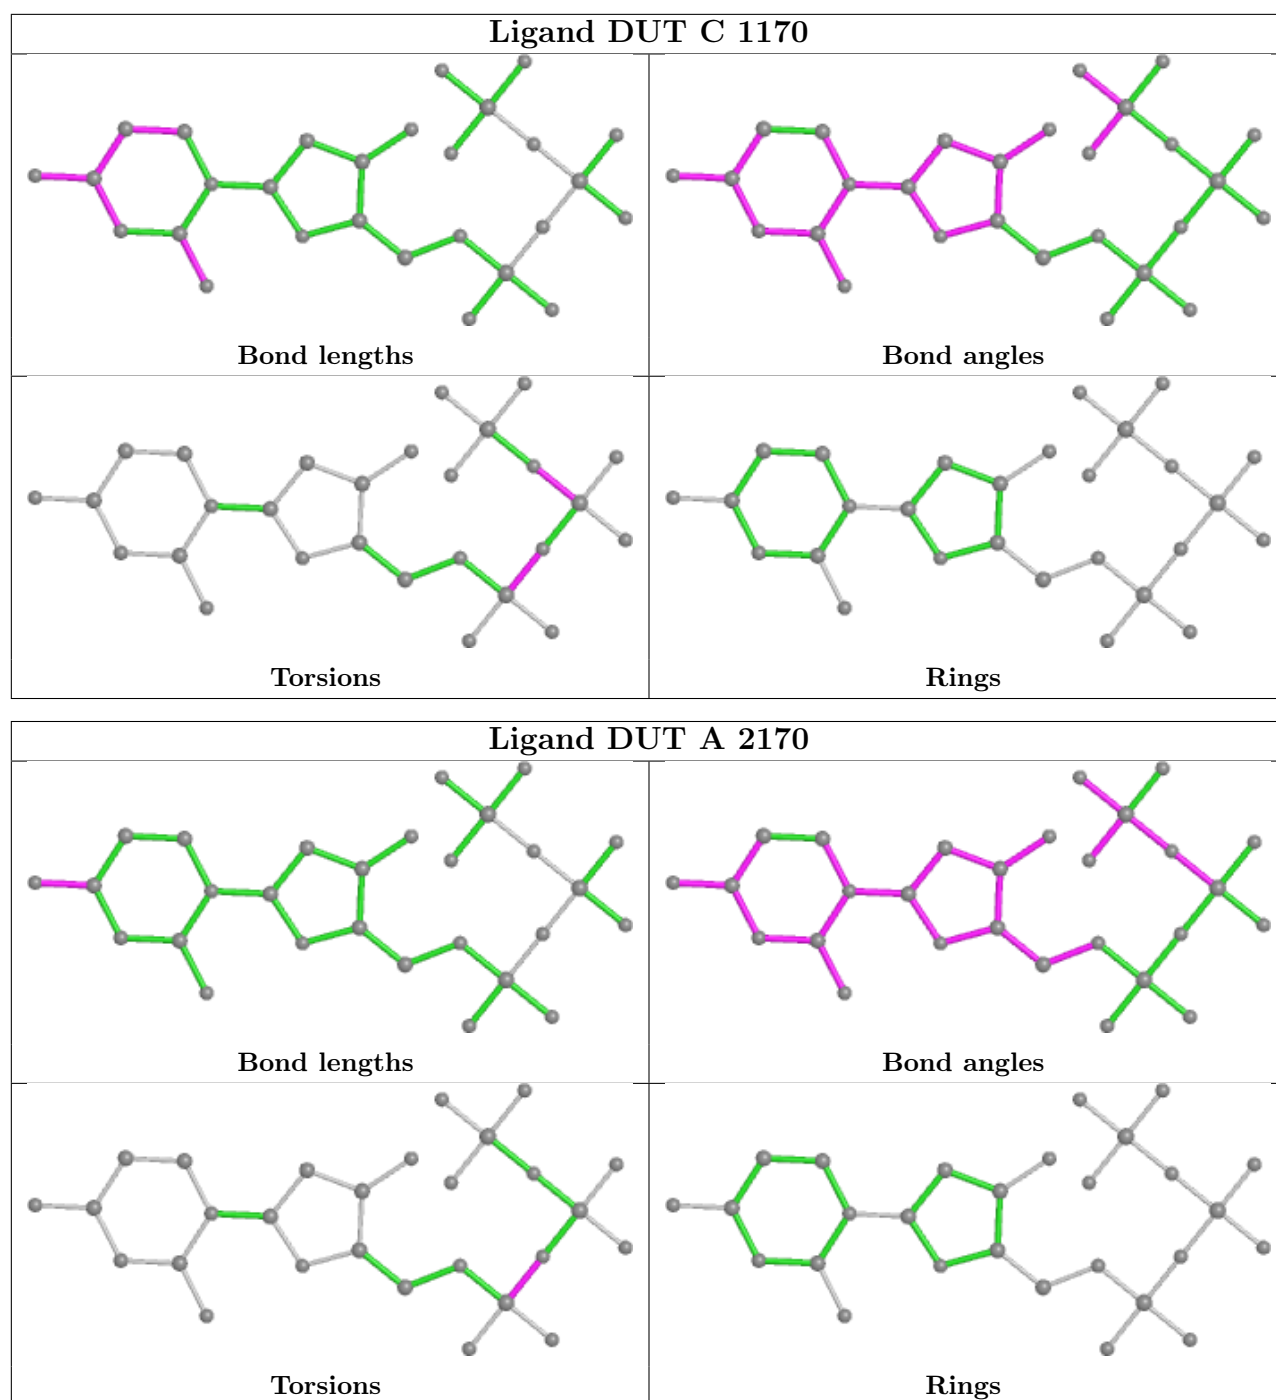 Ligand DUT C 1170
Bond lengths
Bond angles
Torsions
Rings
Ligand DUT A 2170
Bond lengths
Bond angles
Torsions
Rings